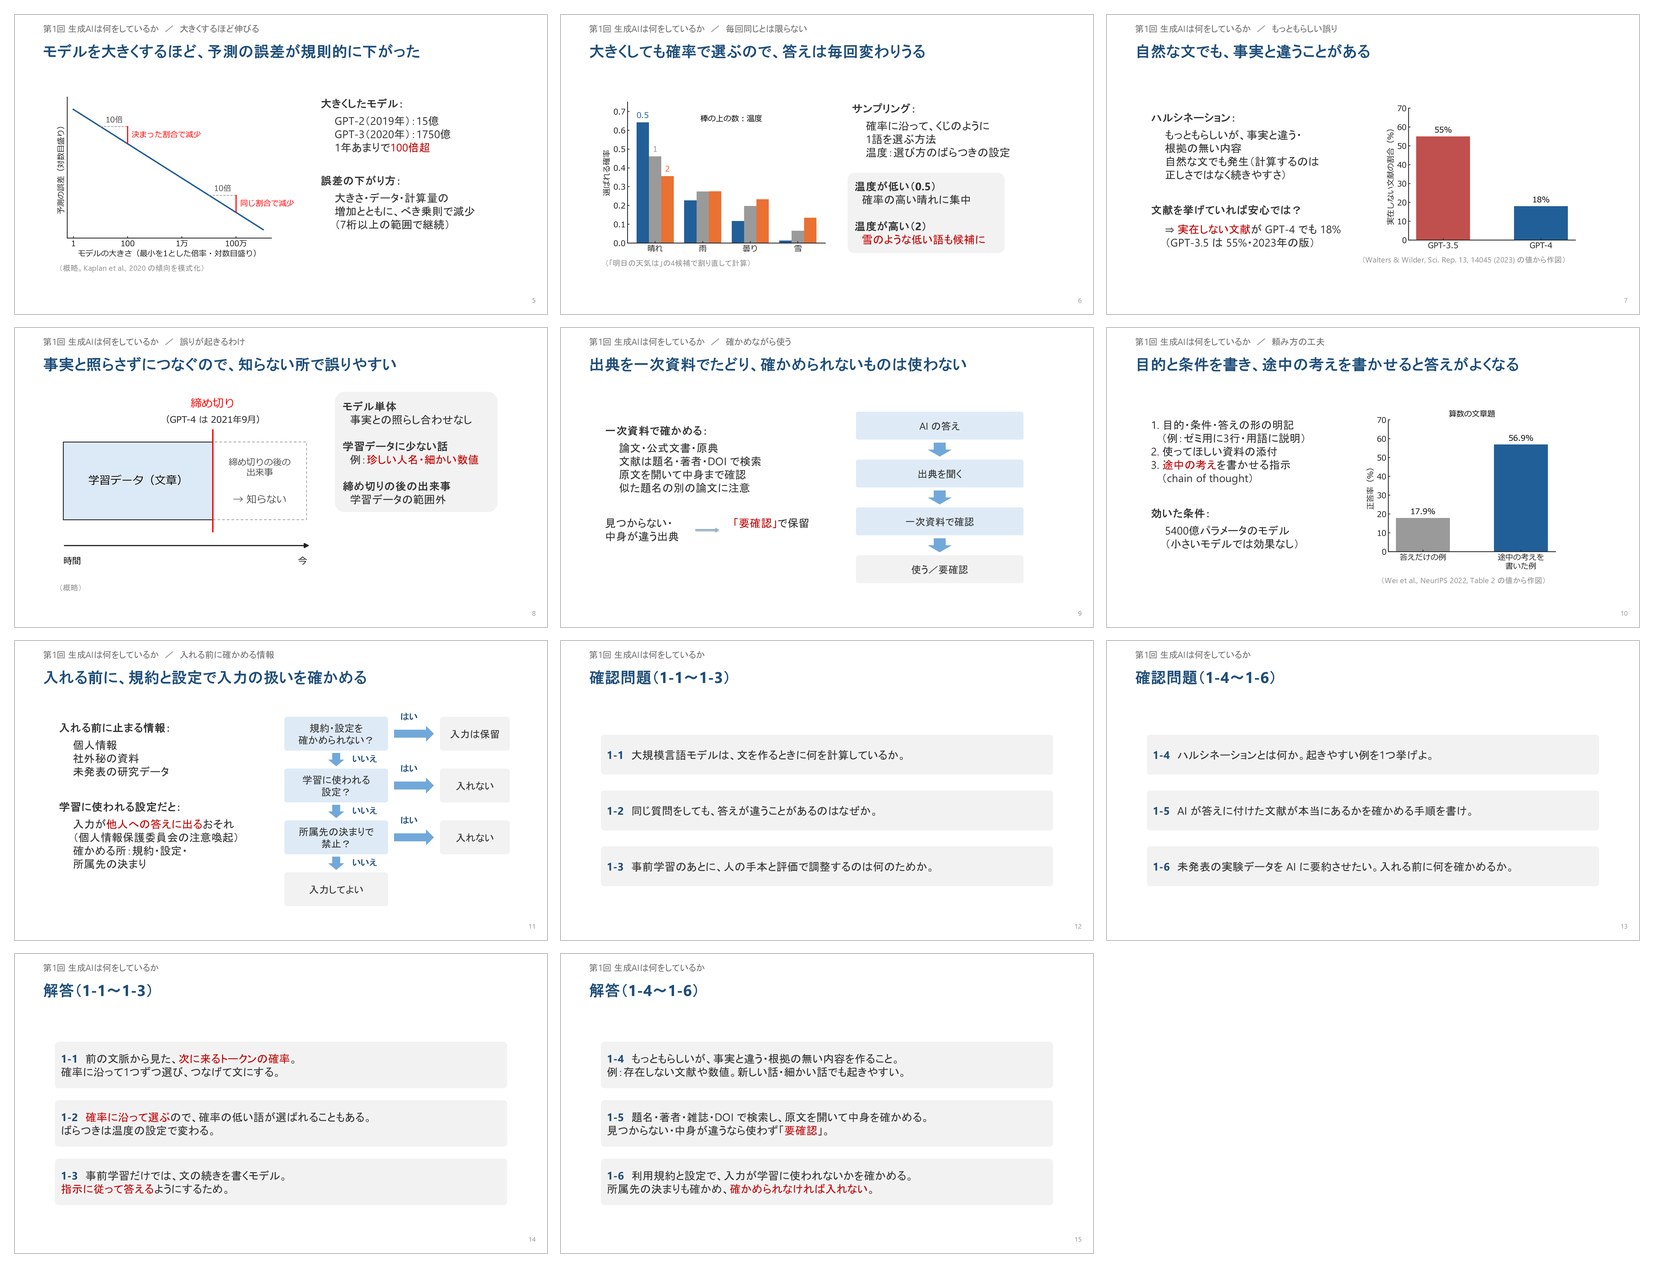 第1回 生成AIは何をしているか ／ 大きくするほど伸びる
モデルを大きくするほど、予測の誤差が規則的に下がった
予測の誤差（対数目盛り）
10倍
決まった割合で減少
10倍
同じ割合で減少
1
100
1万
100万
モデルの大きさ（最小を1とした倍率・対数目盛り）
（概略。Kaplan et al., 2020 の傾向を模式化）
大きくしたモデル：
GPT-2（2019年）：15億
GPT-3（2020年）：1750億
1年あまりで100倍超
誤差の下がり方：
大きさ・データ・計算量の
増加とともに、べき乗則で減少
（7桁以上の範囲で継続）
5
第1回 生成AIは何をしているか ／ 毎回同じとは限らない
大きくしても確率で選ぶので、答えは毎回変わりうる
選ばれる確率
0.7
0.6
0.5
0.4
0.3
0.2
0.1
0.0
0.5
1
2
棒の上の数：温度
晴れ
雨
曇り
雪
（「明日の天気は」の4候補で割り直して計算）
サンプリング：
確率に沿って、くじのように
1語を選ぶ方法
温度：選び方のばらつきの設定
温度が低い（0.5）
確率の高い晴れに集中
温度が高い（2）
雪のような低い語も候補に
6
第1回 生成AIは何をしているか ／ もっともらしい誤り
自然な文でも、事実と違うことがある
ハルシネーション：
もっともらしいが、事実と違う・
根拠の無い内容
自然な文でも発生（計算するのは
正しさではなく続きやすさ）
文献を挙げていれば安心では？
⇒ 実在しない文献が GPT-4 でも 18%
（GPT-3.5 は 55%・2023年の版）
実在しない文献の割合（%）
70
60
50
40
30
20
10
0
55%
18%
GPT-3.5
GPT-4
（Walters & Wilder, Sci. Rep. 13, 14045 (2023) の値から作図）
7
第1回 生成AIは何をしているか ／ 誤りが起きるわけ
事実と照らさずにつなぐので、知らない所で誤りやすい
締め切り
（GPT-4 は 2021年9月）
学習データ（文章）
締め切りの後の
出来事
→ 知らない
時間
今
（概略）
モデル単体
事実との照らし合わせなし
学習データに少ない話
例：珍しい人名・細かい数値
締め切りの後の出来事
学習データの範囲外
8
第1回 生成AIは何をしているか ／ 確かめながら使う
出典を一次資料でたどり、確かめられないものは使わない
一次資料で確かめる：
論文・公式文書・原典
文献は題名・著者・DOI で検索
原文を開いて中身まで確認
似た題名の別の論文に注意
見つからない・
中身が違う出典
「要確認」で保留
AI の答え
出典を聞く
一次資料で確認
使う／要確認
9
第1回 生成AIは何をしているか ／ 頼み方の工夫
目的と条件を書き、途中の考えを書かせると答えがよくなる
1. 目的・条件・答えの形の明記
（例：ゼミ用に3行・用語に説明）
2. 使ってほしい資料の添付
3. 途中の考えを書かせる指示
（chain of thought）
効いた条件：
5400億パラメータのモデル
（小さいモデルでは効果なし）
算数の文章題
正答率（%）
70
60
50
40
30
20
10
0
17.9%
56.9%
答えだけの例
途中の考えを
書いた例
（Wei et al., NeurIPS 2022, Table 2 の値から作図）
10
第1回 生成AIは何をしているか ／ 入れる前に確かめる情報
入れる前に、規約と設定で入力の扱いを確かめる
入れる前に止まる情報：
個人情報
社外秘の資料
未発表の研究データ
学習に使われる設定だと：
入力が他人への答えに出るおそれ
（個人情報保護委員会の注意喚起）
確かめる所：規約・設定・
所属先の決まり
規約・設定を
確かめられない？
はい
入力は保留
いいえ
学習に使われる
設定？
はい
入れない
いいえ
所属先の決まりで
禁止？
はい
入れない
いいえ
入力してよい
11
第1回 生成AIは何をしているか
確認問題（1-1～1-3）
1-1 大規模言語モデルは、文を作るときに何を計算しているか。
1-2 同じ質問をしても、答えが違うことがあるのはなぜか。
1-3 事前学習のあとに、人の手本と評価で調整するのは何のためか。
12
第1回 生成AIは何をしているか
確認問題（1-4～1-6）
1-4 ハルシネーションとは何か。起きやすい例を1つ挙げよ。
1-5 AI が答えに付けた文献が本当にあるかを確かめる手順を書け。
1-6 未発表の実験データを AI に要約させたい。入れる前に何を確かめるか。
13
第1回 生成AIは何をしているか
解答（1-1～1-3）
1-1 前の文脈から見た、次に来るトークンの確率。
確率に沿って1つずつ選び、つなげて文にする。
1-2 確率に沿って選ぶので、確率の低い語が選ばれることもある。
ばらつきは温度の設定で変わる。
1-3 事前学習だけでは、文の続きを書くモデル。
指示に従って答えるようにするため。
14
第1回 生成AIは何をしているか
解答（1-4～1-6）
1-4 もっともらしいが、事実と違う・根拠の無い内容を作ること。
例：存在しない文献や数値。新しい話・細かい話でも起きやすい。
1-5 題名・著者・雑誌・DOI で検索し、原文を開いて中身を確かめる。
見つからない・中身が違うなら使わず「要確認」。
1-6 利用規約と設定で、入力が学習に使われないかを確かめる。
所属先の決まりも確かめ、確かめられなければ入れない。
15